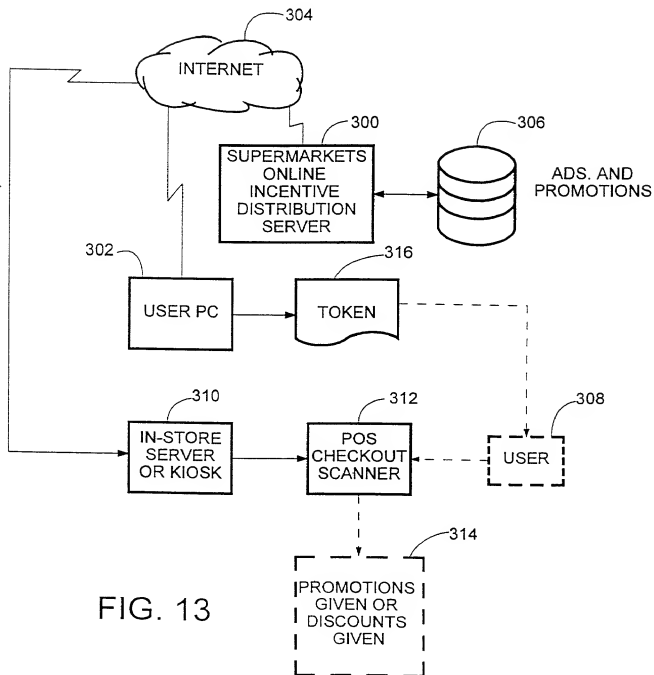 304
INTERNET
300
306
SUPERMARKETS
ONLINE
INCENTIVE
DISTRIBUTION
SERVER
ADS. AND
PROMOTIONS
302
316
USER PC
TOKEN
310
312
308
IN-STORE
SERVER
OR KIOSK
POS
CHECKOUT
SCANNER
USER
314
PROMOTIONS
GIVEN OR
DISCOUNTS
GIVEN
FIG. 13